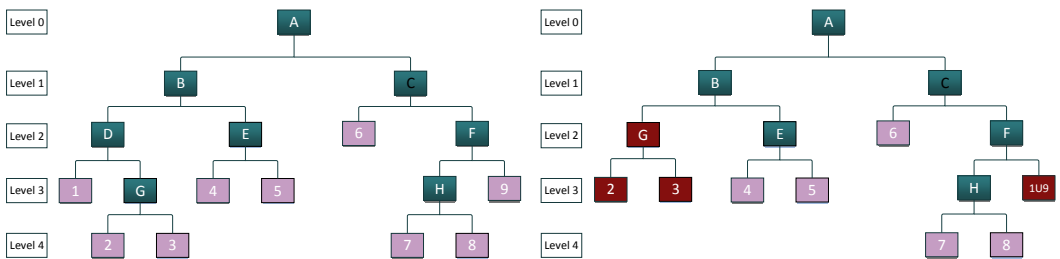 Level 0 A Level 0 A
Level 1 B C Level 1 B C
Level 2 D E 6 F Level 2 G E 6 F
Level 3 1 G 4 5 H 9 Level 3 2 3 4 5 H 1U9
Level 4 2 3 7 8 Level 4 7 8